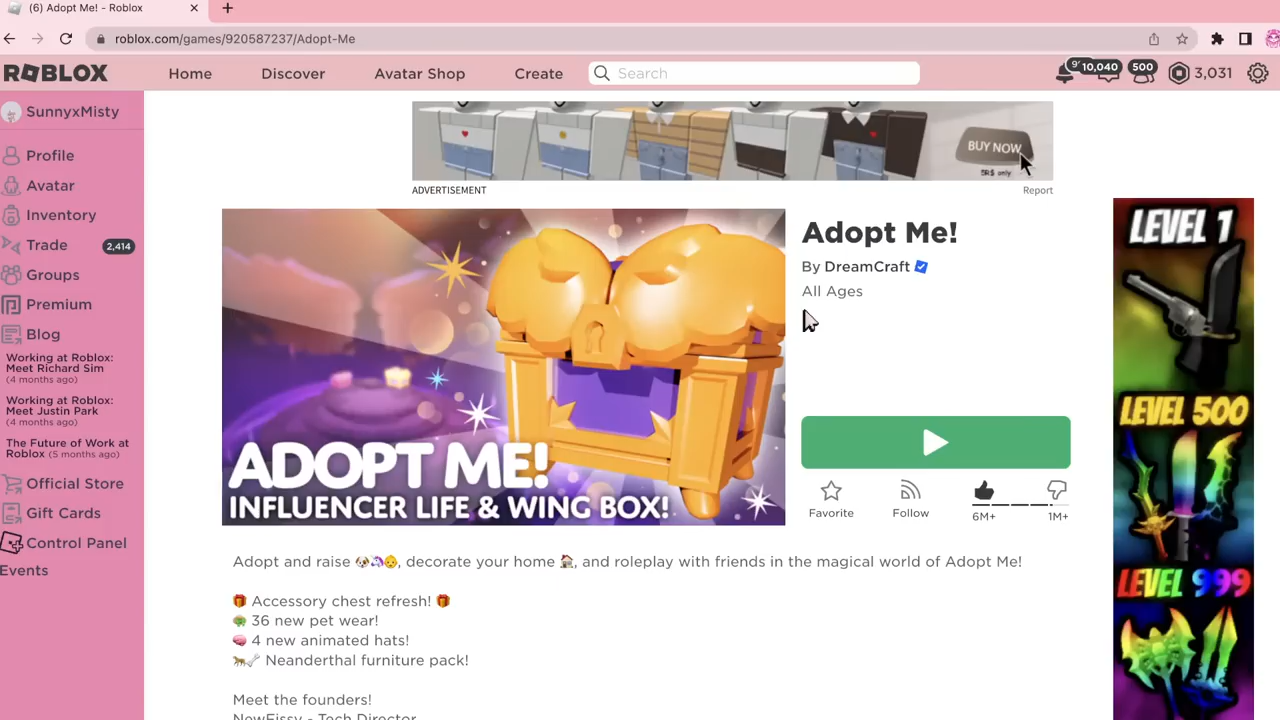 (6) Adopt Me! - Roblox
roblox.com/games/920587237/Adopt-Me
ROBLOX
Home
Discover
Avatar Shop
Create
Search
10,040
500
3,031
SunnyxMisty
Profile
Avatar
Inventory
Trade
2,414
Groups
Premium
Blog
Working at Roblox:
Meet Richard Sim
(4 months ago)
Working at Roblox:
Meet Justin Park
(4 months ago)
The Future of Work at
Roblox (5 months ago)
Official Store
Gift Cards
Control Panel
Events
BUY NOW
5R$ only
ADVERTISEMENT
Report
ADOPT ME!
INFLUENCER LIFE & WING BOX!
Adopt Me!
By DreamCraft
All Ages
Favorite
Follow
6M+
1M+
Adopt and raise 🐶🦄👶, decorate your home 🏠, and roleplay with friends in the magical world of Adopt Me!
🎁 Accessory chest refresh! 🎁
36 new pet wear!
4 new animated hats!
Neanderthal furniture pack!
Meet the founders!
NewFissy - Tech Director
LEVEL 1
LEVEL 500
LEVEL 999